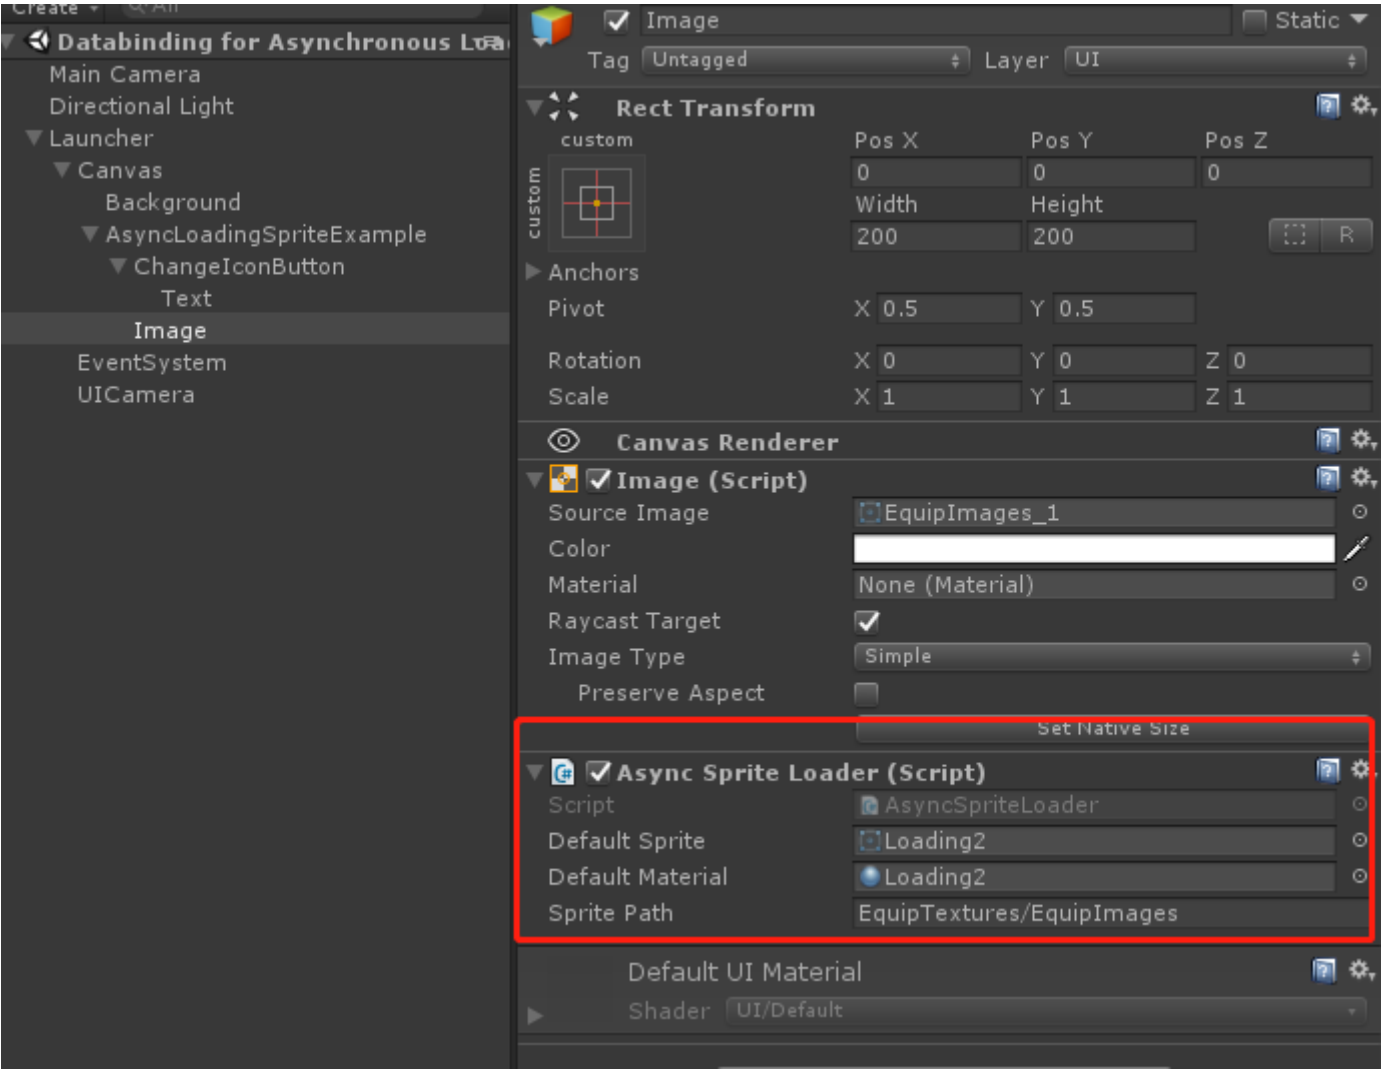 Create
All
Databinding for Asynchronous Loa
Main Camera
Directional Light
Launcher
Canvas
Background
AsyncLoadingSpriteExample
ChangeIconButton
Text
Image
EventSystem
UICamera
Image Static
Tag Untagged Layer UI
Rect Transform
custom Pos X Pos Y Pos Z
custom
0 0 0
Width Height
200 200 R
Anchors
Pivot X 0.5 Y 0.5
Rotation X 0 Y 0 Z 0
Scale X 1 Y 1 Z 1
Canvas Renderer
Image (Script)
Source Image EquipImages_1
Color
Material None (Material)
Raycast Target
Image Type Simple
Preserve Aspect
Set Native Size
Async Sprite Loader (Script)
Script AsyncSpriteLoader
Default Sprite Loading2
Default Material Loading2
Sprite Path EquipTextures/EquipImages
Default UI Material
Shader UI/Default